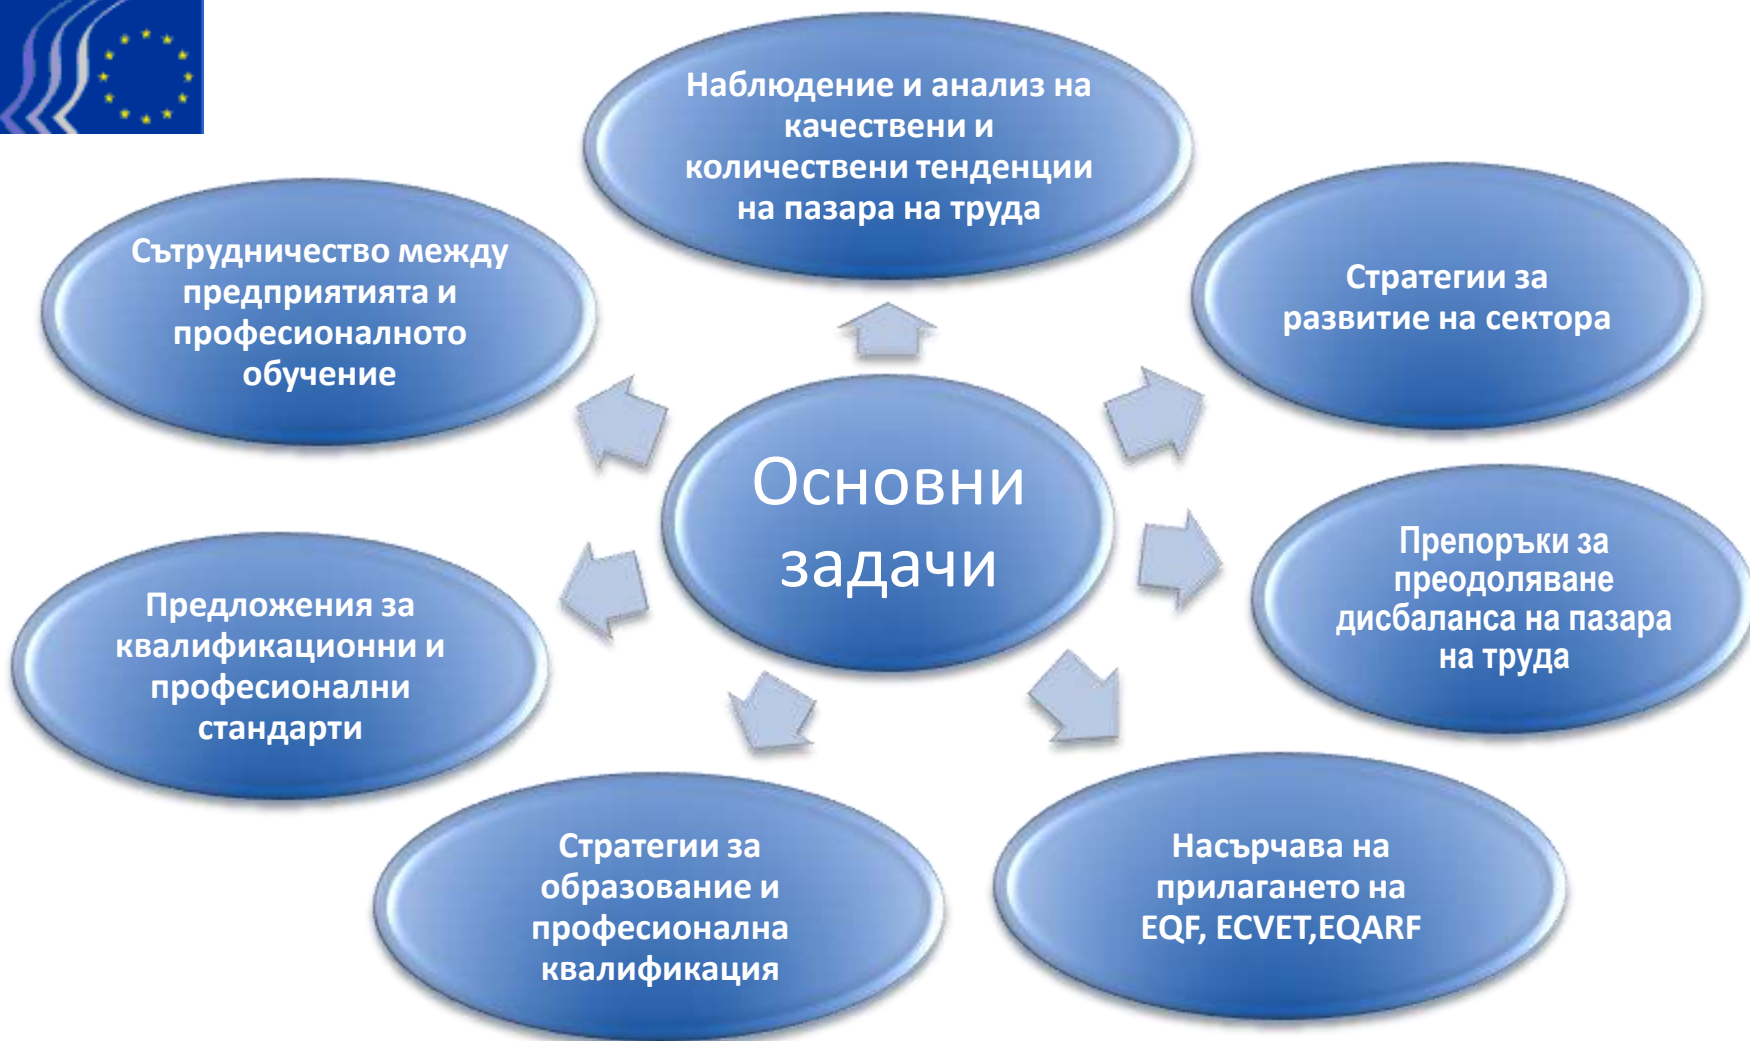 Наблюдение и анализ на
качествени и
количествени тенденции
на пазара на труда
Стратегии за
развитие на сектора
Препоръки за
преодоляване
дисбаланса на пазара
на труда
Насърчава на
прилагането на
EQF, ECVET,EQARF
Стратегии за
образование и
професионална
квалификация
Предложения за
квалификационни и
професионални
стандарти
Сътрудничество между
предприятията и
професионалното
обучение
Основни
задачи